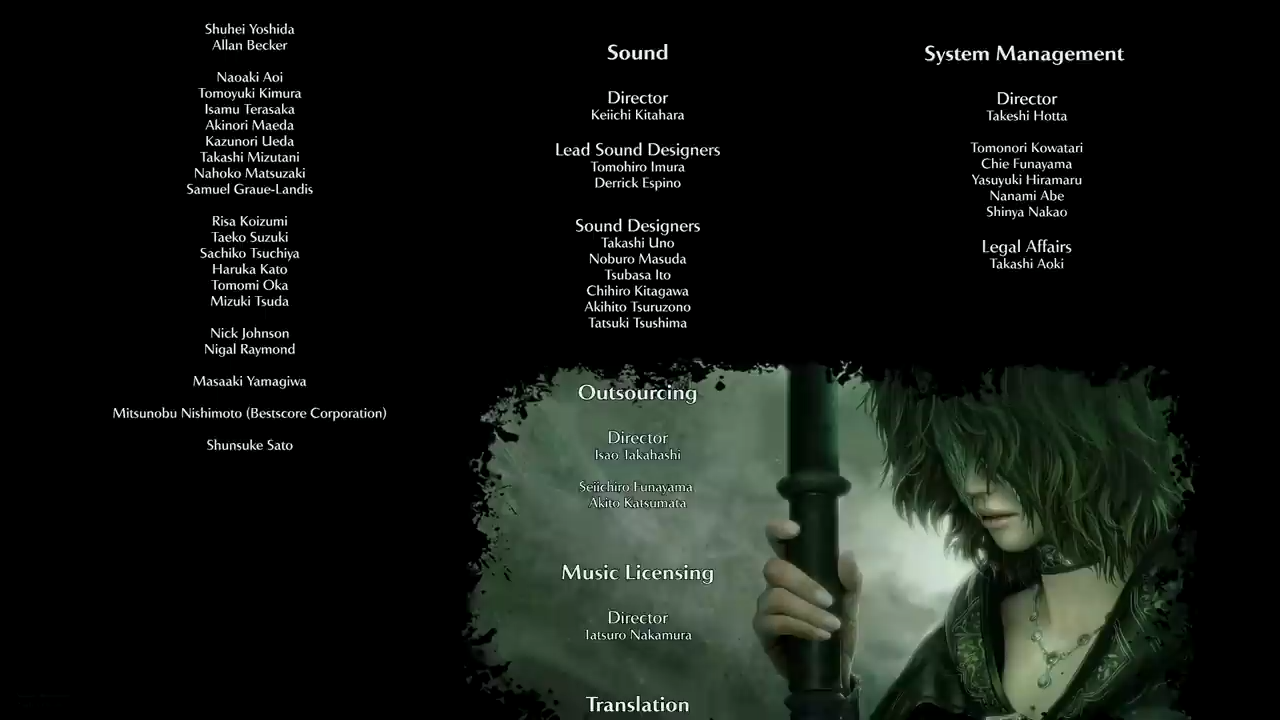 Shuhei Yoshida
Allan Becker
Naoaki Aoi
Tomoyuki Kimura
Isamu Terasaka
Akinori Maeda
Kazunori Ueda
Takashi Mizutani
Nahoko Matsuzaki
Samuel Graue-Landis
Risa Koizumi
Taeko Suzuki
Sachiko Tsuchiya
Haruka Kato
Tomomi Oka
Mizuki Tsuda
Nick Johnson
Nigal Raymond
Masaaki Yamagiwa
Mitsunobu Nishimoto (Bestscore Corporation)
Shunsuke Sato
Sound
Director
Keiichi Kitahara
Lead Sound Designers
Tomohiro Imura
Derrick Espino
Sound Designers
Takashi Uno
Noburo Masuda
Tsubasa Ito
Chihiro Kitagawa
Akihito Tsuruzono
Tatsuki Tsushima
Outsourcing
Director
Isao Takahashi
Seiichiro Funayama
Akito Katsumata
Music Licensing
Director
Tatsuro Nakamura
Translation
System Management
Director
Takeshi Hotta
Tomonori Kowatari
Chie Funayama
Yasuyuki Hiramaru
Nanami Abe
Shinya Nakao
Legal Affairs
Takashi Aoki